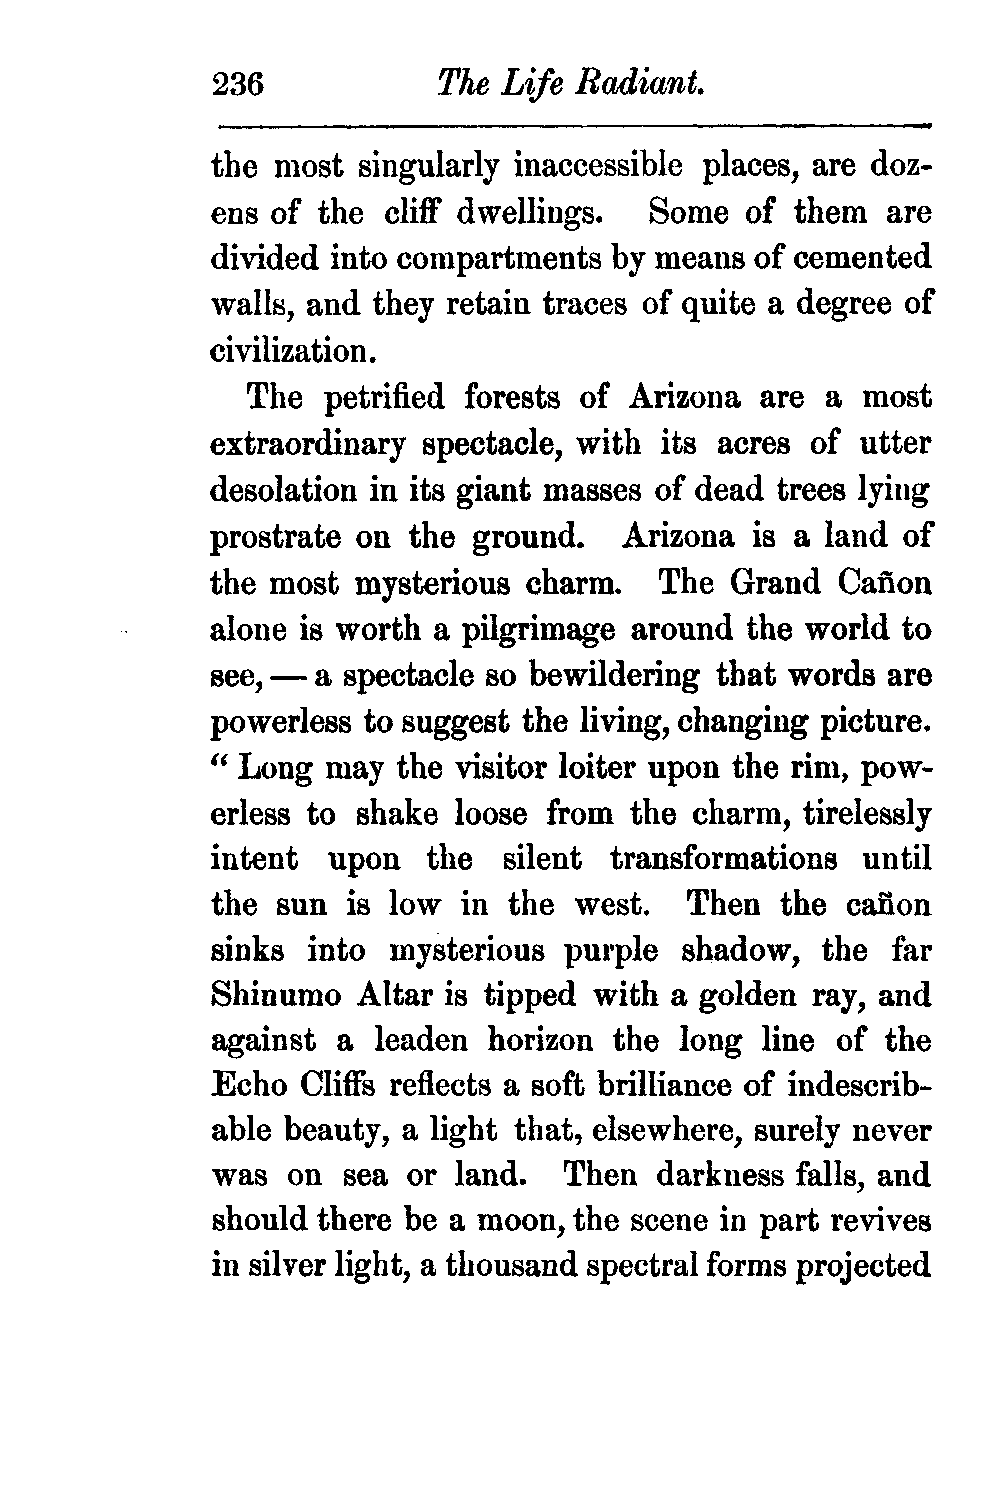 236 The Life Radiant.
the most singularly inaccessible places, are doz-
ens of the cliff dwellings. Some of them are
divided into compartments by means of cemented
walls, and they retain traces of quite a degree of
civilization.
The petrified forests of Arizona are a most
extraordinary spectacle, with its acres of utter
desolation in its giant masses of dead trees lying
prostrate on the ground. Arizona is a land of
the most mysterious charm. The Grand Cañon
alone is worth a pilgrimage around the world to
see, — a spectacle so bewildering that words are
powerless to suggest the living, changing picture.
“ Long may the visitor loiter upon the rim, pow-
erless to shake loose from the charm, tirelessly
intent upon the silent transformations until
the sun is low in the west. Then the cañon
sinks into mysterious purple shadow, the far
Shinumo Altar is tipped with a golden ray, and
against a leaden horizon the long line of the
Echo Cliffs reflects a soft brilliance of indescrib-
able beauty, a light that, elsewhere, surely never
was on sea or land. Then darkness falls, and
should there be a moon, the scene in part revives
in silver light, a thousand spectral forms projected